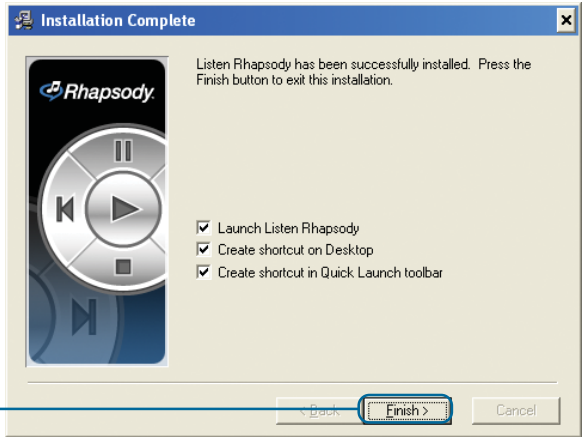 Installation Complete
Listen Rhapsody has been successfully installed. Press the
Finish button to exit this installation.
Rhapsody.
Launch Listen Rhapsody
Create shortcut on Desktop
Create shortcut in Quick Launch toolbar
< Back
Finish >
Cancel